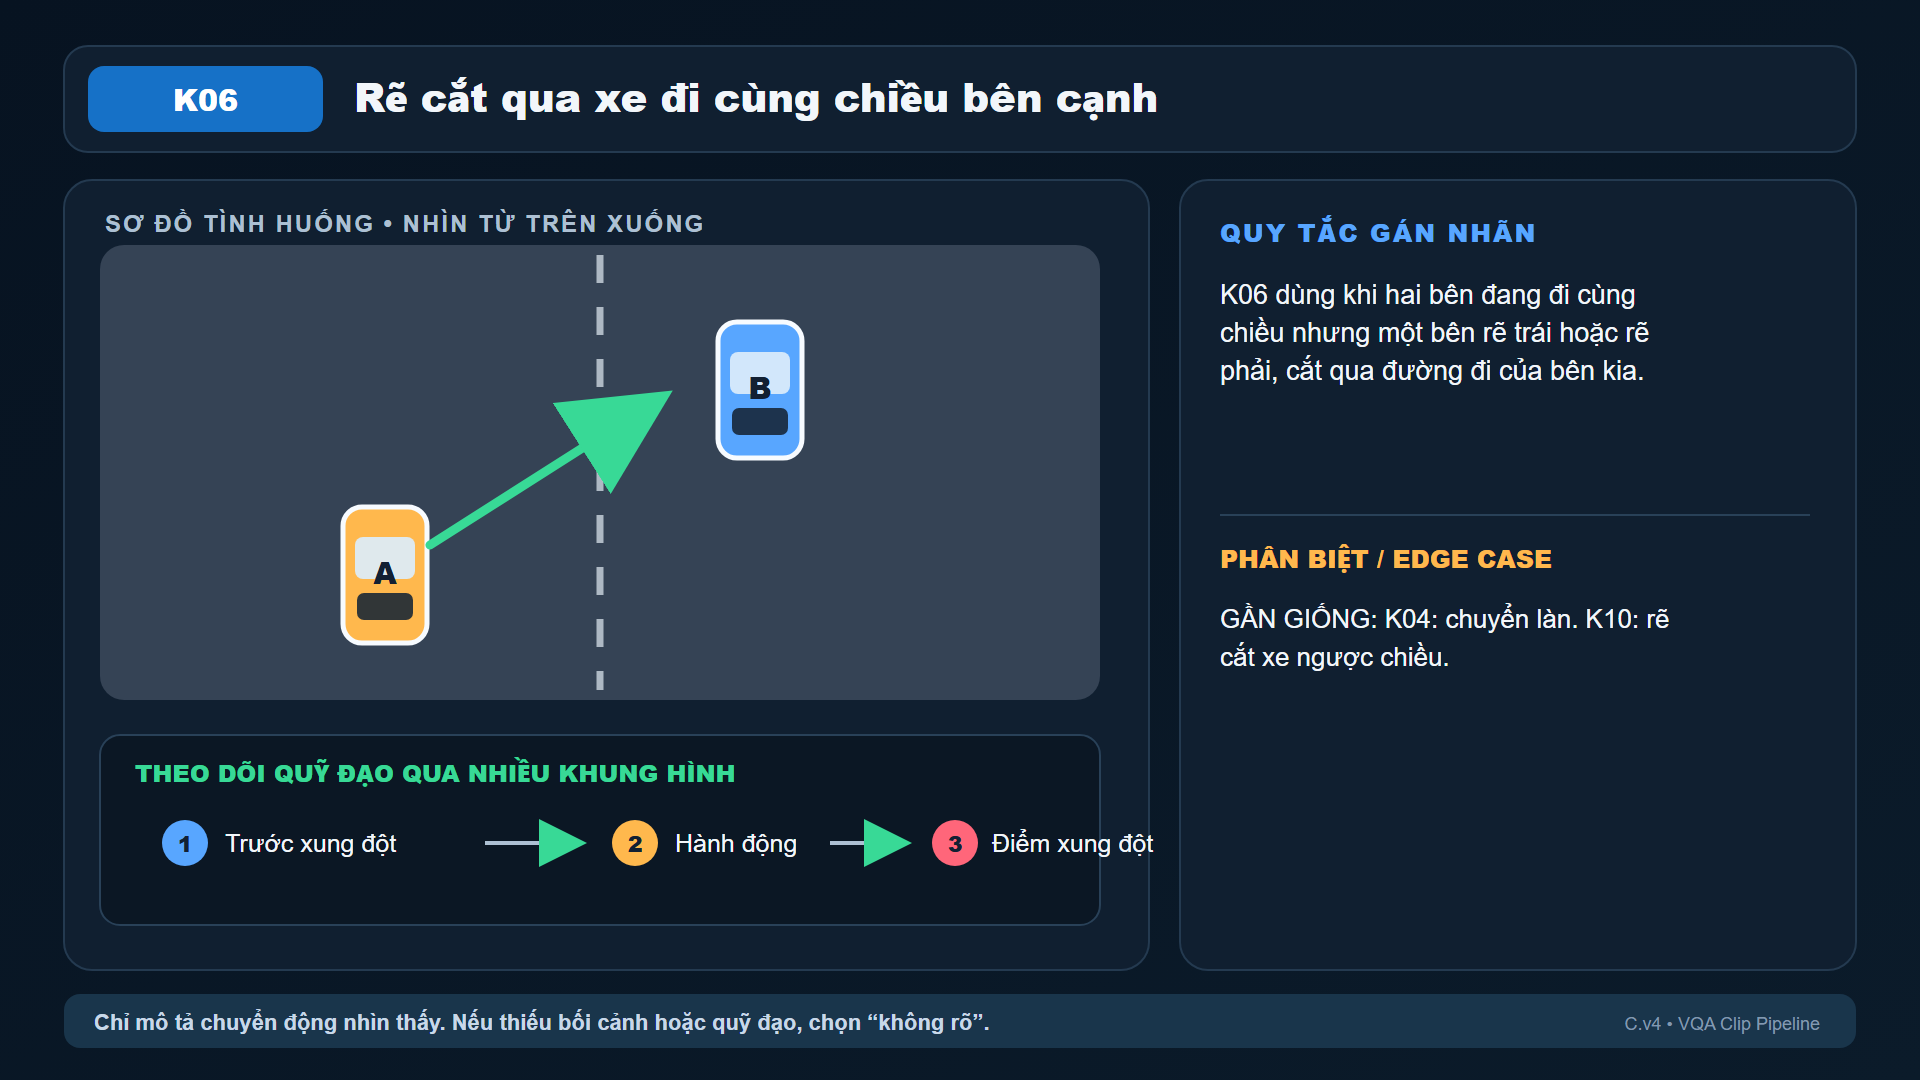 K06
Rẽ cắt qua xe đi cùng chiều bên cạnh
SƠ ĐỒ TÌNH HUỐNG • NHÌN TỪ TRÊN XUỐNG
B
A
THEO DÕI QUỸ ĐẠO QUA NHIỀU KHUNG HÌNH
1 Trước xung đột
2 Hành động
3 Điểm xung đột
QUY TẮC GÁN NHÃN
K06 dùng khi hai bên đang đi cùng
chiều nhưng một bên rẽ trái hoặc rẽ
phải, cắt qua đường đi của bên kia.
PHÂN BIỆT / EDGE CASE
GẦN GIỐNG: K04: chuyển làn. K10: rẽ
cắt xe ngược chiều.
Chỉ mô tả chuyển động nhìn thấy. Nếu thiếu bối cảnh hoặc quỹ đạo, chọn “không rõ”.
C.v4 • VQA Clip Pipeline